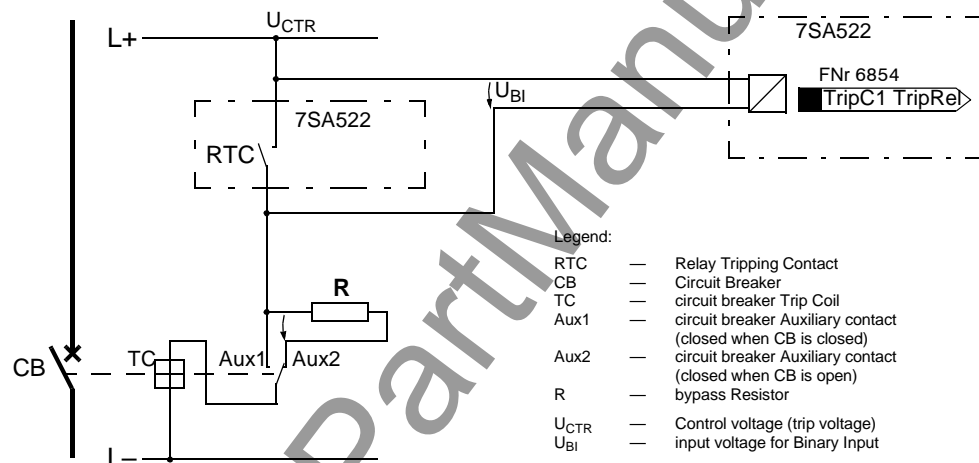 U_CTR
L+
7SA522
FNr 6854
TripC1 TripRel
U_BI
7SA522
RTC
R
CB
TC
Aux1
Aux2
L–
Legend:
RTC — Relay Tripping Contact
CB — Circuit Breaker
TC — circuit breaker Trip Coil
Aux1 — circuit breaker Auxiliary contact
(closed when CB is closed)
Aux2 — circuit breaker Auxiliary contact
(closed when CB is open)
R — bypass Resistor
U_CTR — Control voltage (trip voltage)
U_BI — input voltage for Binary Input
PartManu